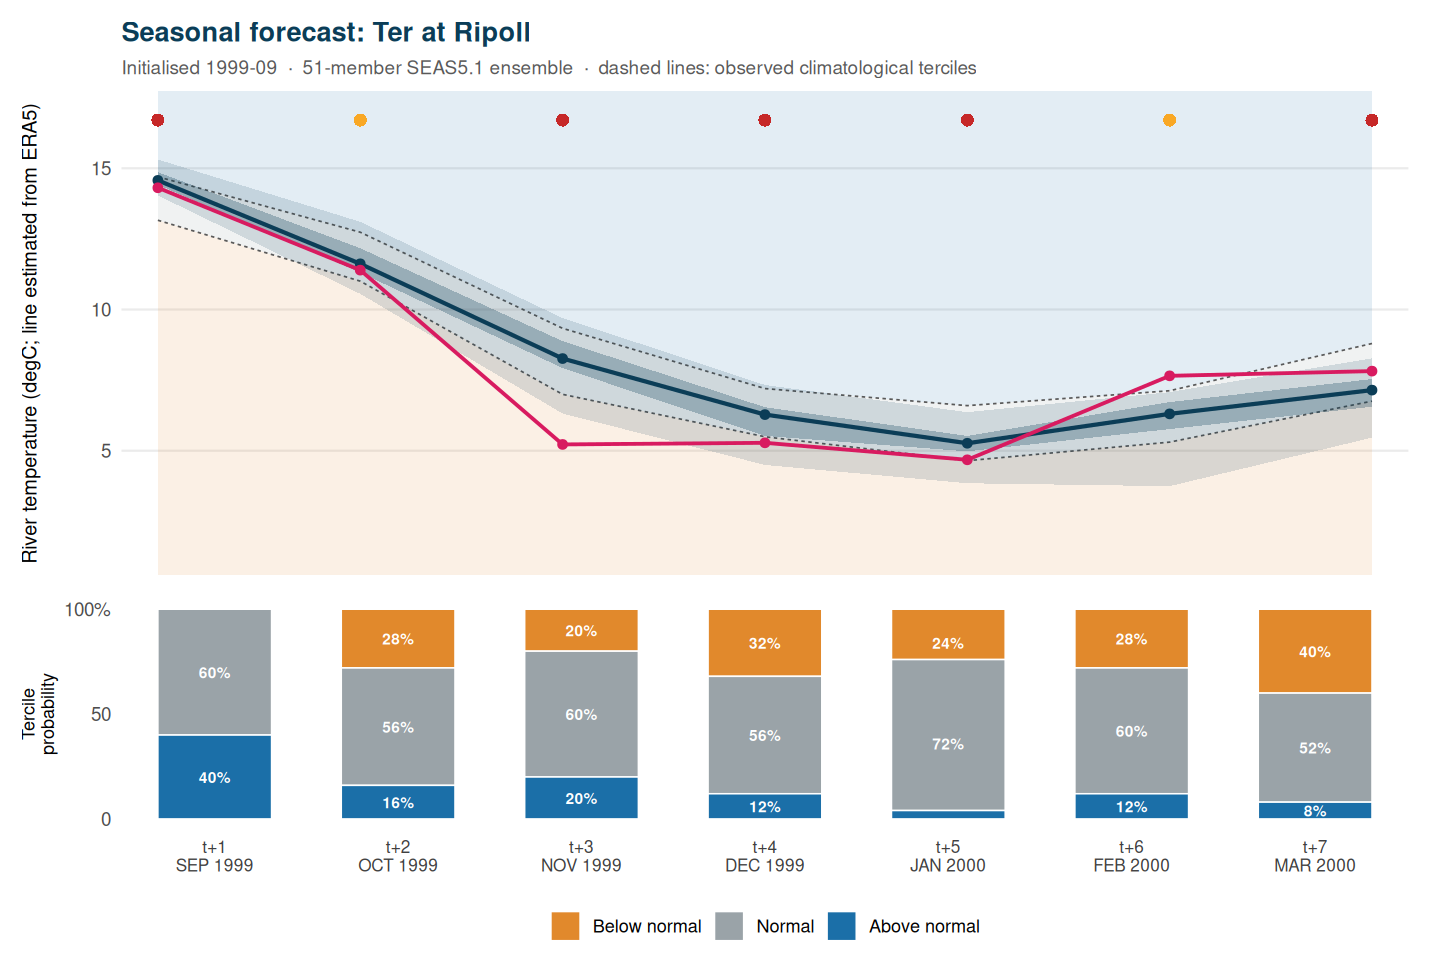 Seasonal forecast: Ter at Ripoll
Initialised 1999-09 · 51-member SEAS5.1 ensemble · dashed lines: observed climatological terciles
River temperature (degC; line estimated from ERA5)
15
10
5
Tercile
probability
100%
50
0
60%
40%
28%
56%
16%
20%
60%
20%
32%
56%
12%
24%
72%
28%
60%
12%
40%
52%
8%
t+1
SEP 1999
t+2
OCT 1999
t+3
NOV 1999
t+4
DEC 1999
t+5
JAN 2000
t+6
FEB 2000
t+7
MAR 2000
Below normal
Normal
Above normal